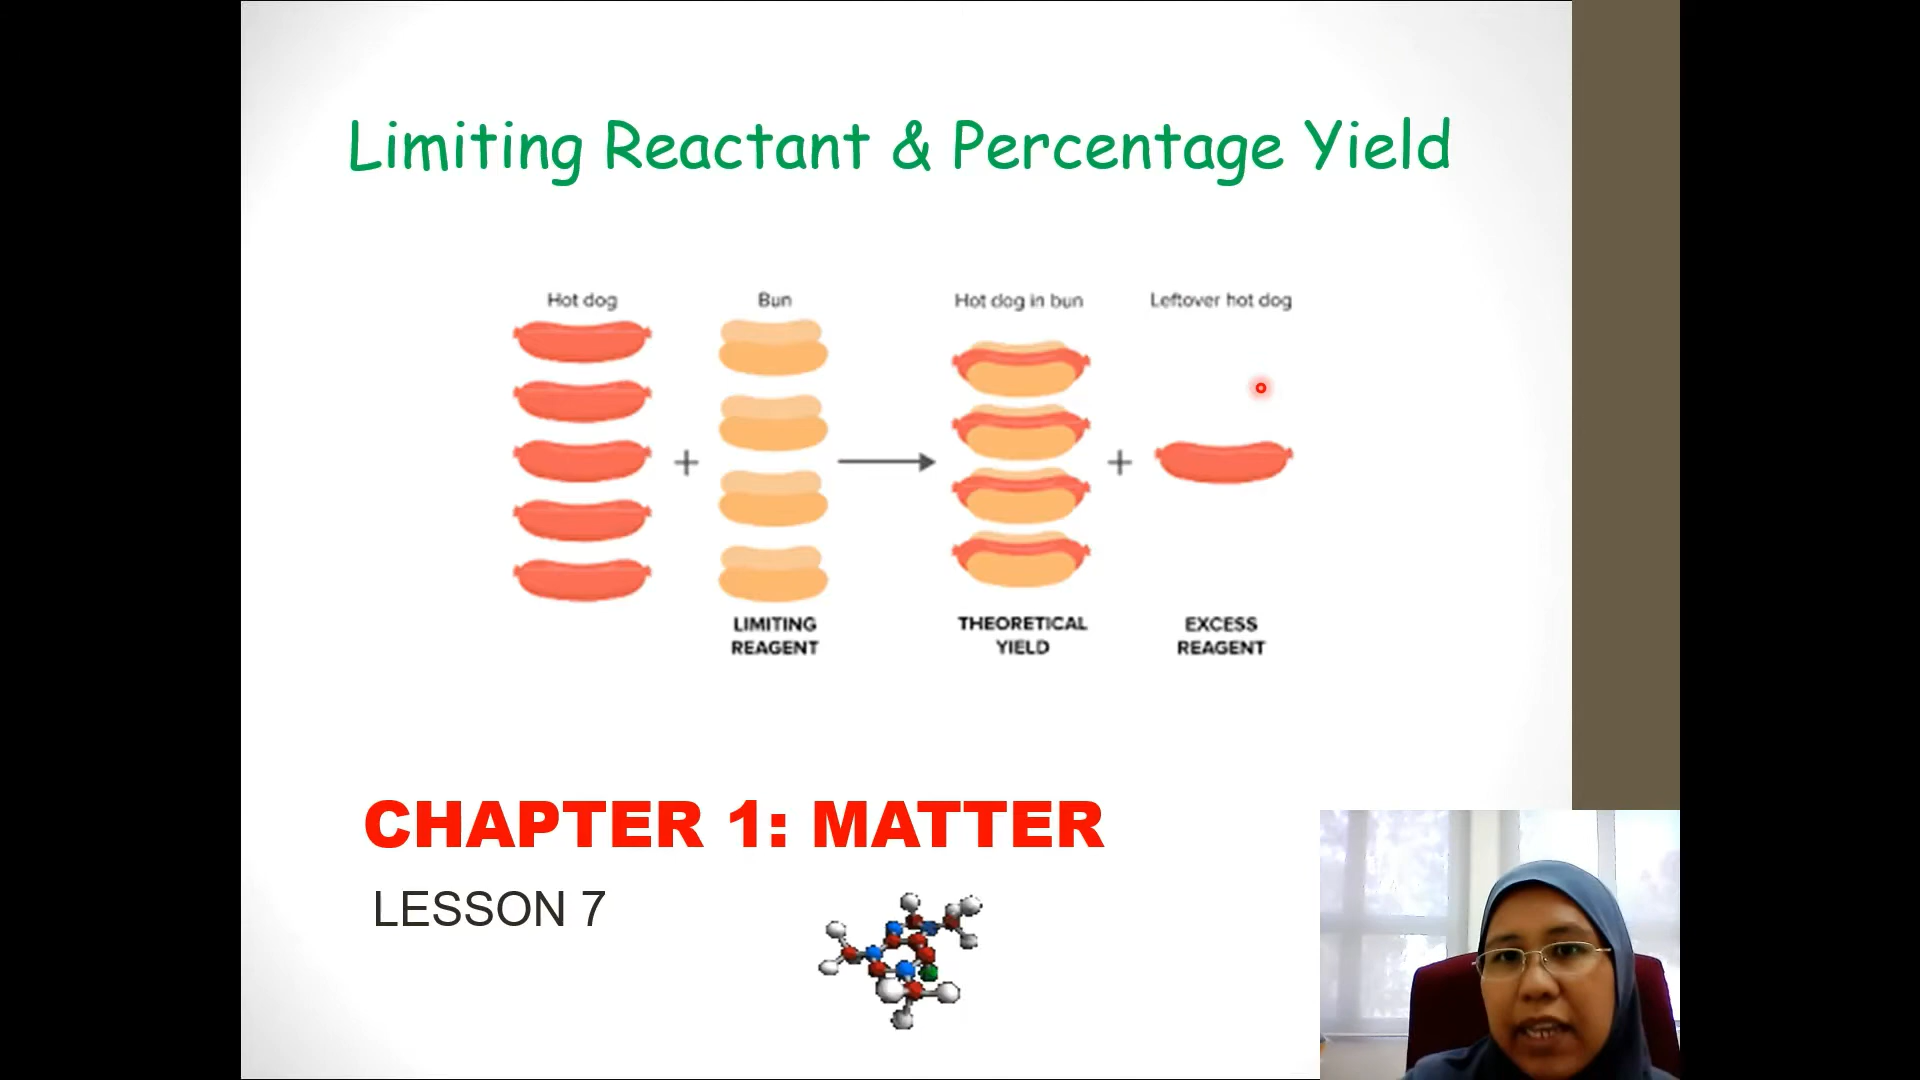 Limiting Reactant & Percentage Yield
Hot dog
Bun
Hot dog in bun
Leftover hot dog
+
+
LIMITING
REAGENT
THEORETICAL
YIELD
EXCESS
REAGENT
CHAPTER 1: MATTER
LESSON 7